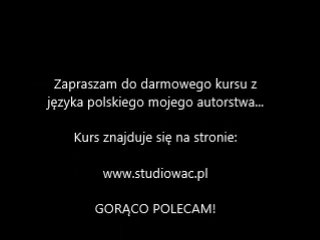 Zapraszam do darmowego kursu z
języka polskiego mojego autorstwa...
Kurs znajduje się na stronie:
www.studiowac.pl
GORĄCO POLECAM!